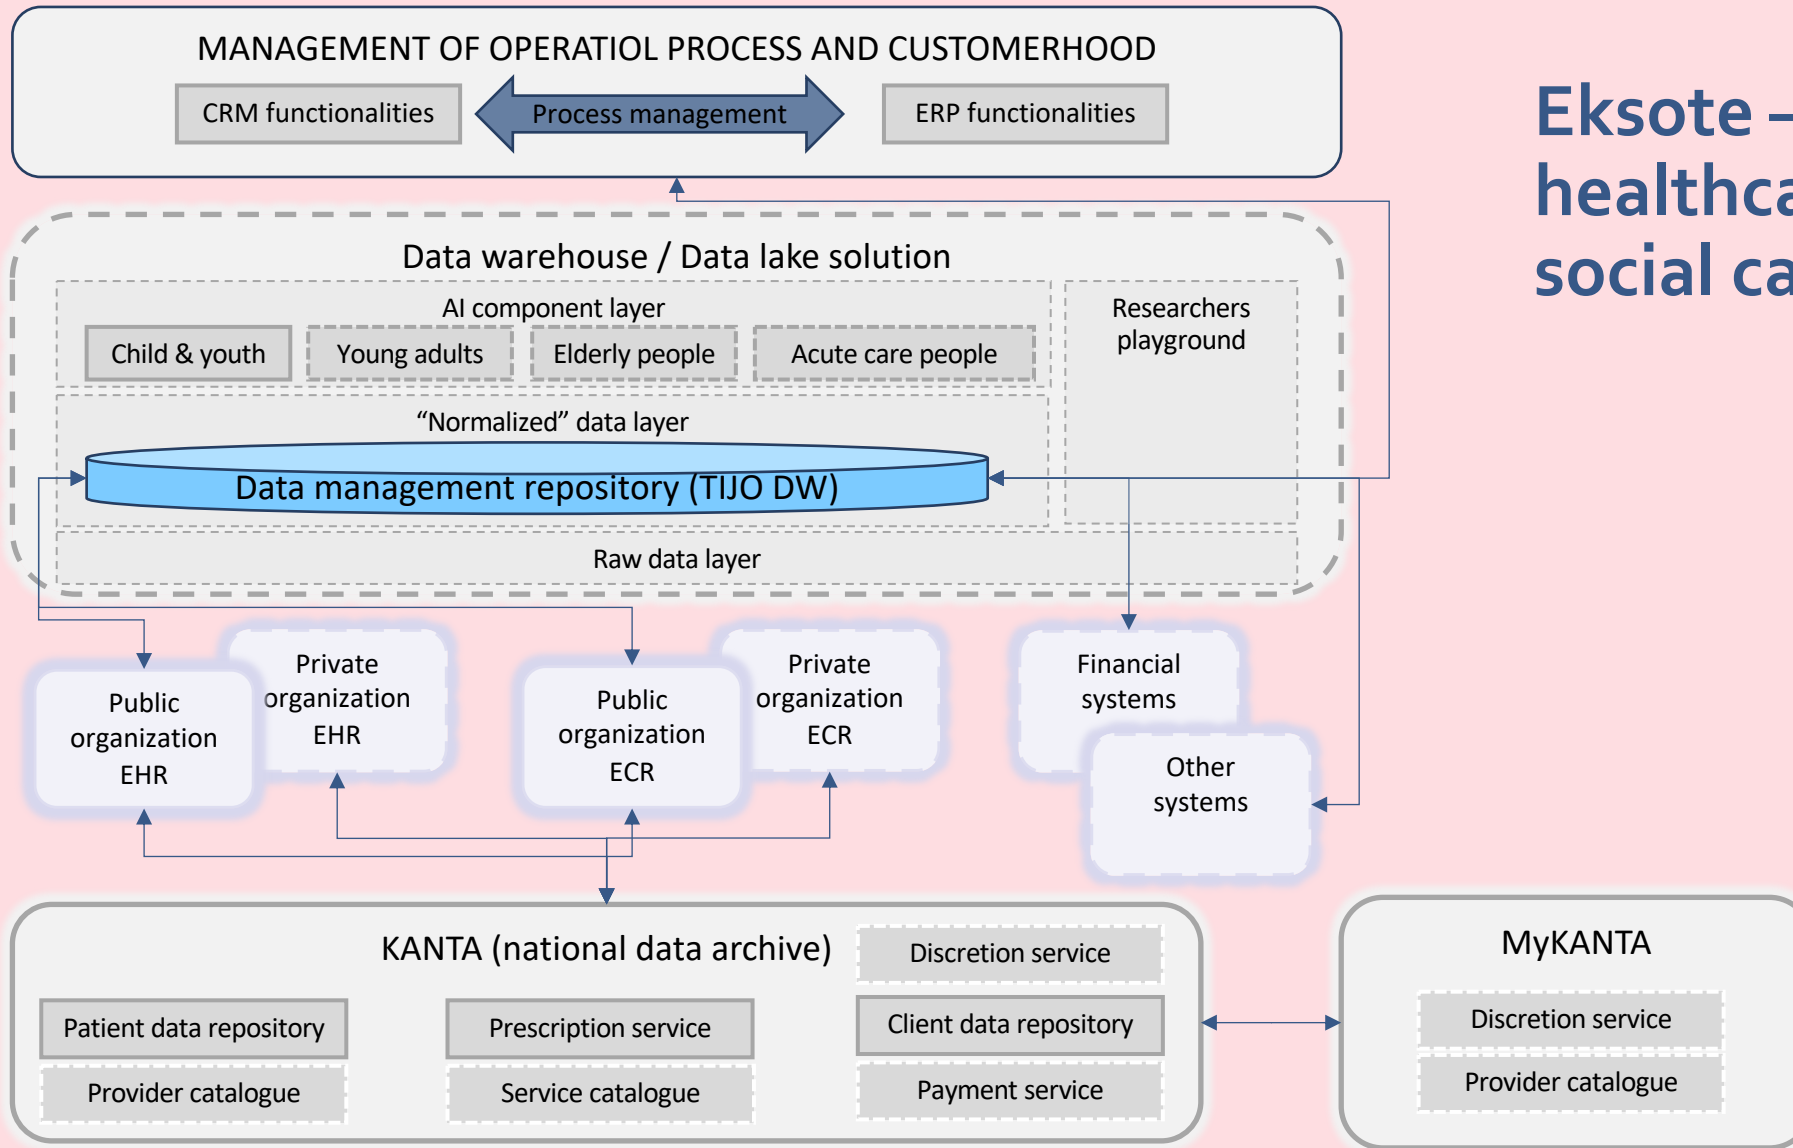 MANAGEMENT OF OPERATIOL PROCESS AND CUSTOMERHOOD
CRM functionalities
Process management
ERP functionalities
Eksote –
healthca
social ca
Data warehouse / Data lake solution
AI component layer
Child & youth
Young adults
Elderly people
Acute care people
Researchers
playground
“Normalized” data layer
Data management repository (TIJO DW)
Raw data layer
Public
organization
EHR
Private
organization
EHR
Public
organization
ECR
Private
organization
ECR
Financial
systems
Other
systems
KANTA (national data archive)
Discretion service
Patient data repository
Prescription service
Client data repository
Provider catalogue
Service catalogue
Payment service
MyKANTA
Discretion service
Provider catalogue